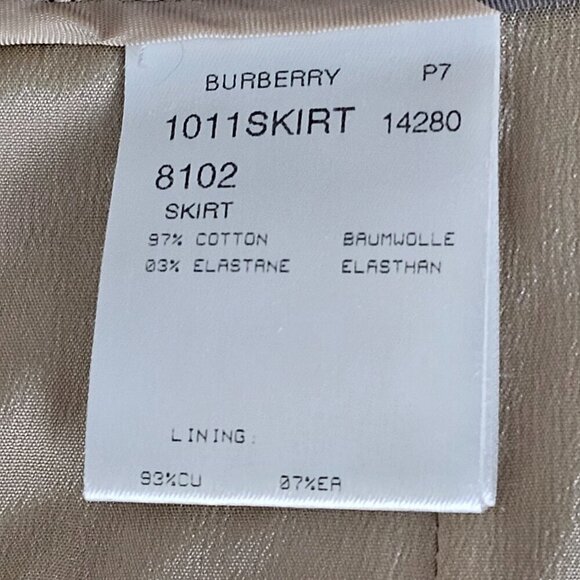 BURBERRY P7
1011SKIRT 14280
8102
SKIRT
97% COTTON BAUMWOLLE
03% ELASTANE ELASTHAN
LINING:
93%CU 07%EA